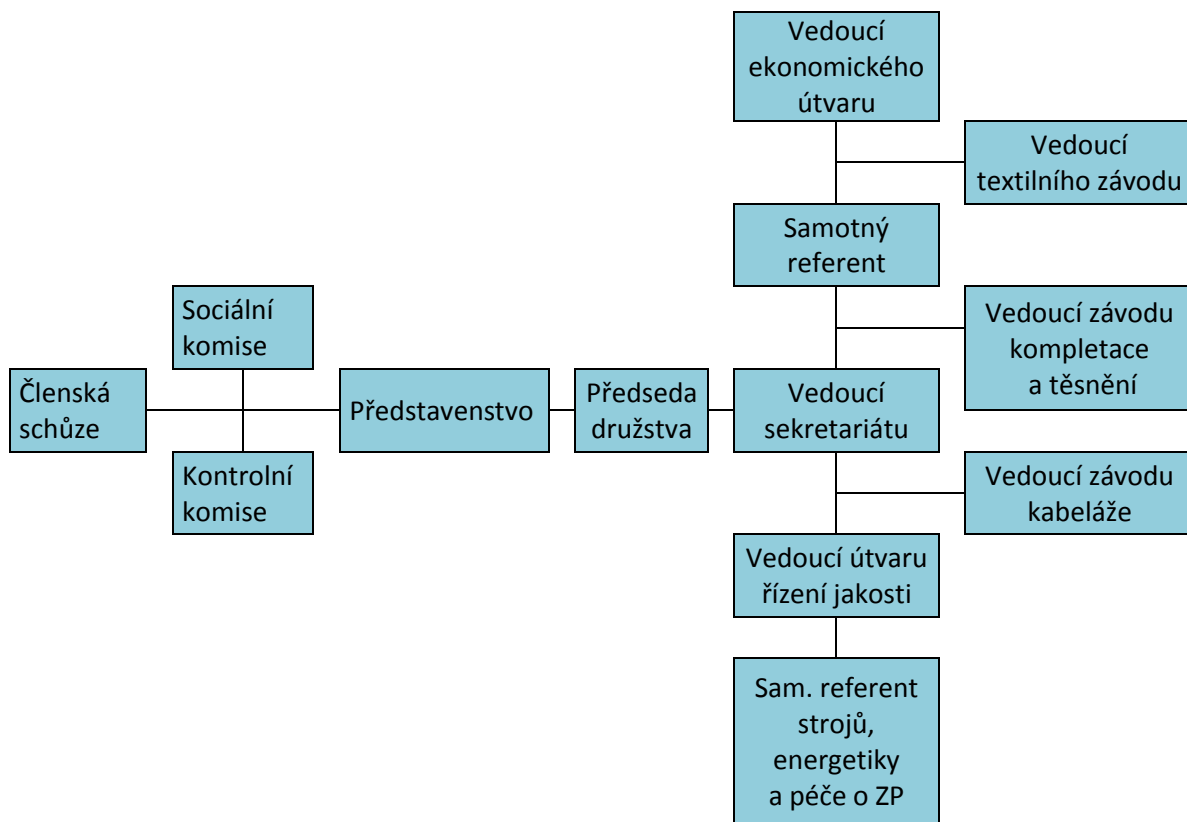 Vedoucí
ekonomického
útvaru
Vedoucí
textilního závodu
Samotný
referent
Sociální
komise
Vedoucí závodu
kompletace
a těsnění
Členská
schůze
Představenstvo
Předseda
družstva
Vedoucí
sekretariátu
Kontrolní
komise
Vedoucí závodu
kabeláže
Vedoucí útvaru
řízení jakosti
Sam. referent
strojů,
energetiky
a péče o ZP